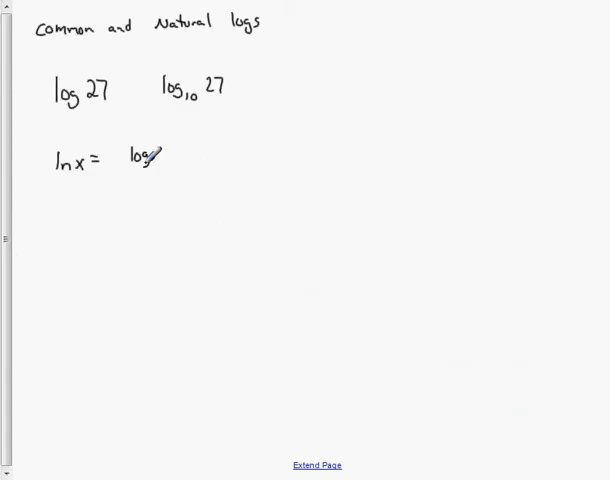 Common and Natural logs
log 27 log₁₀ 27
ln x = log
Extend Page